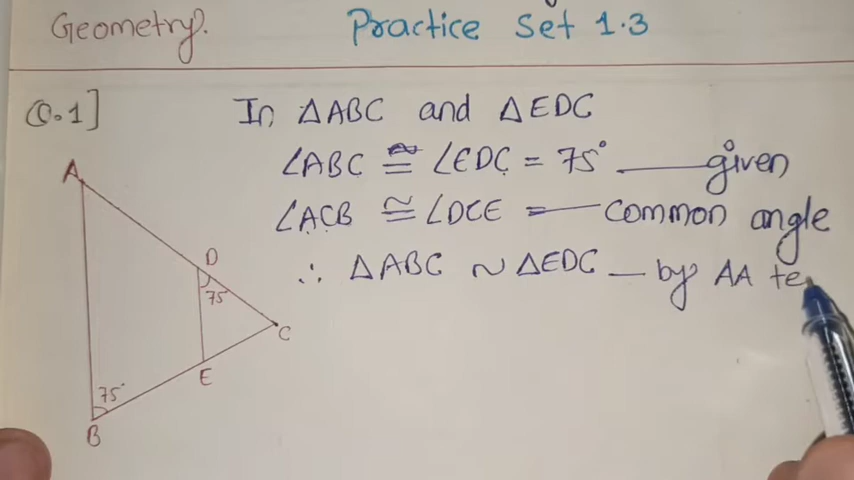 Geometry.
Practice Set 1.3
Q.1]
In ΔABC and ΔEDC
∠ABC ≅ ∠EDC = 75° — given
∠ACB ≅ ∠DCE — common angle
∴ ΔABC ~ ΔEDC — by AA te
A
D
75°
C
E
75°
B